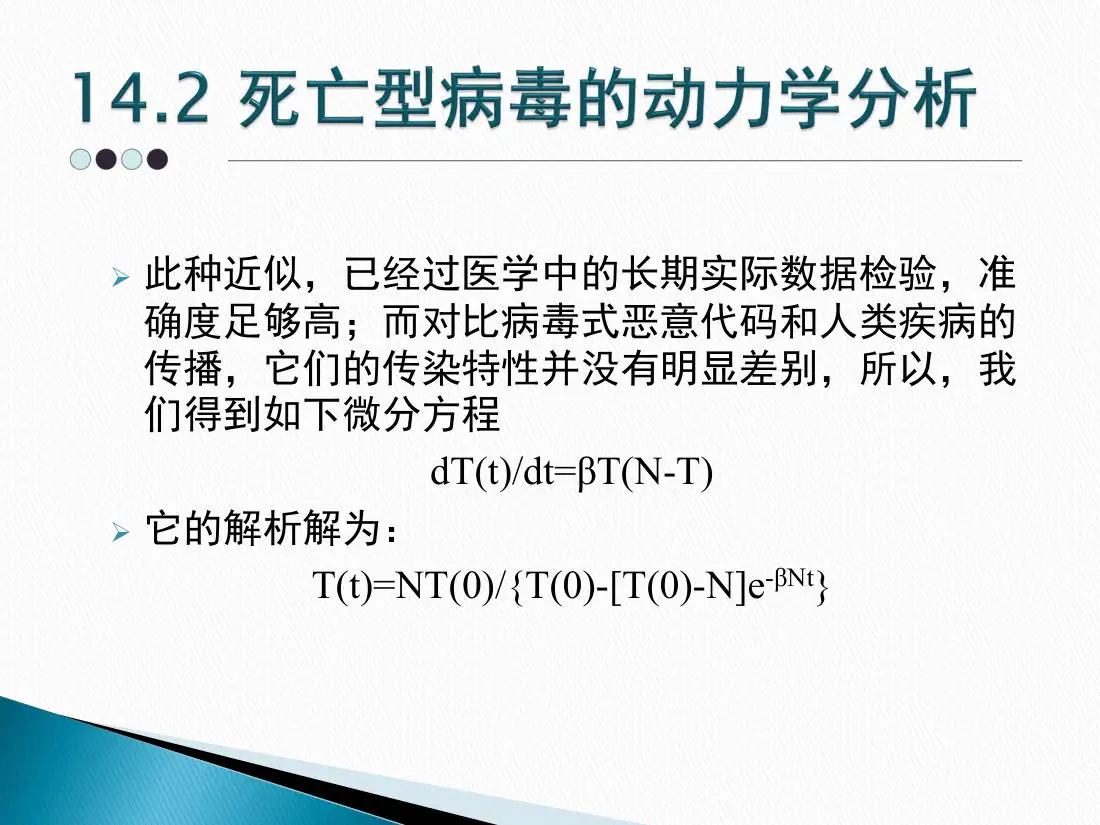 14.2 死亡型病毒的动力学分析
➢ 此种近似，已经过医学中的长期实际数据检验，准
确度足够高；而对比病毒式恶意代码和人类疾病的
传播，它们的传染特性并没有明显差别，所以，我
们得到如下微分方程
dT(t)/dt=βT(N-T)
➢ 它的解析解为：
T(t)=NT(0)/{T(0)-[T(0)-N]e^{-βNt}}